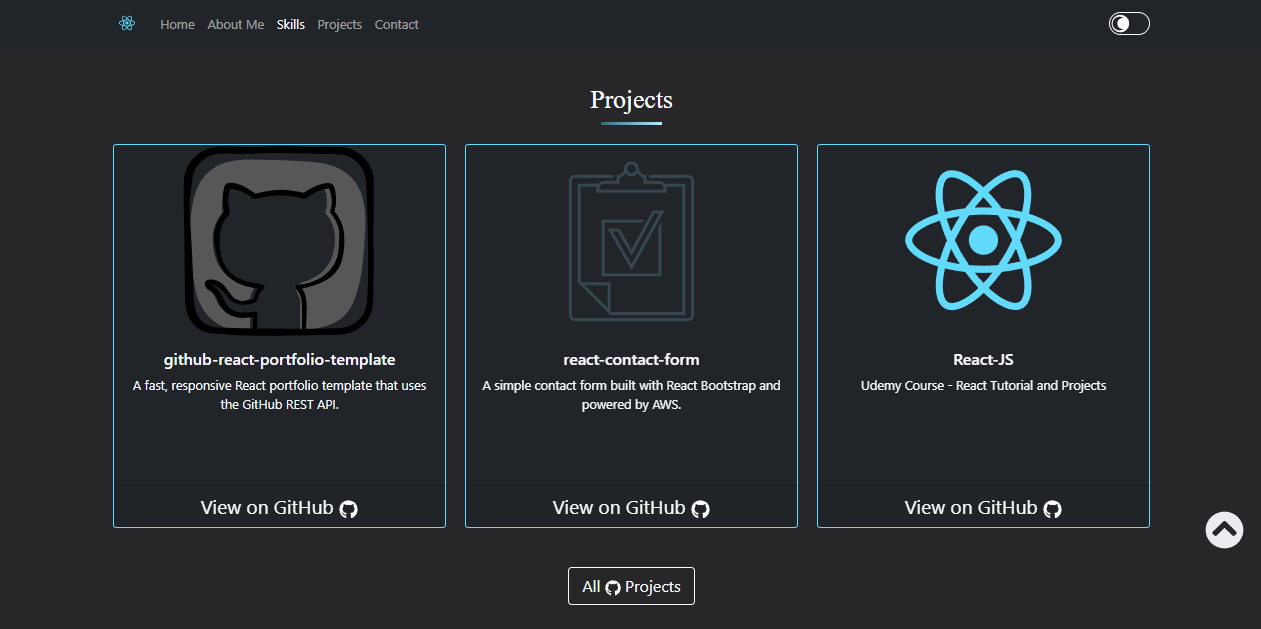 Home About Me Skills Projects Contact
Projects
github-react-portfolio-template
A fast, responsive React portfolio template that uses
the GitHub REST API.
View on GitHub
react-contact-form
A simple contact form built with React Bootstrap and
powered by AWS.
View on GitHub
React-JS
Udemy Course - React Tutorial and Projects
View on GitHub
All Projects